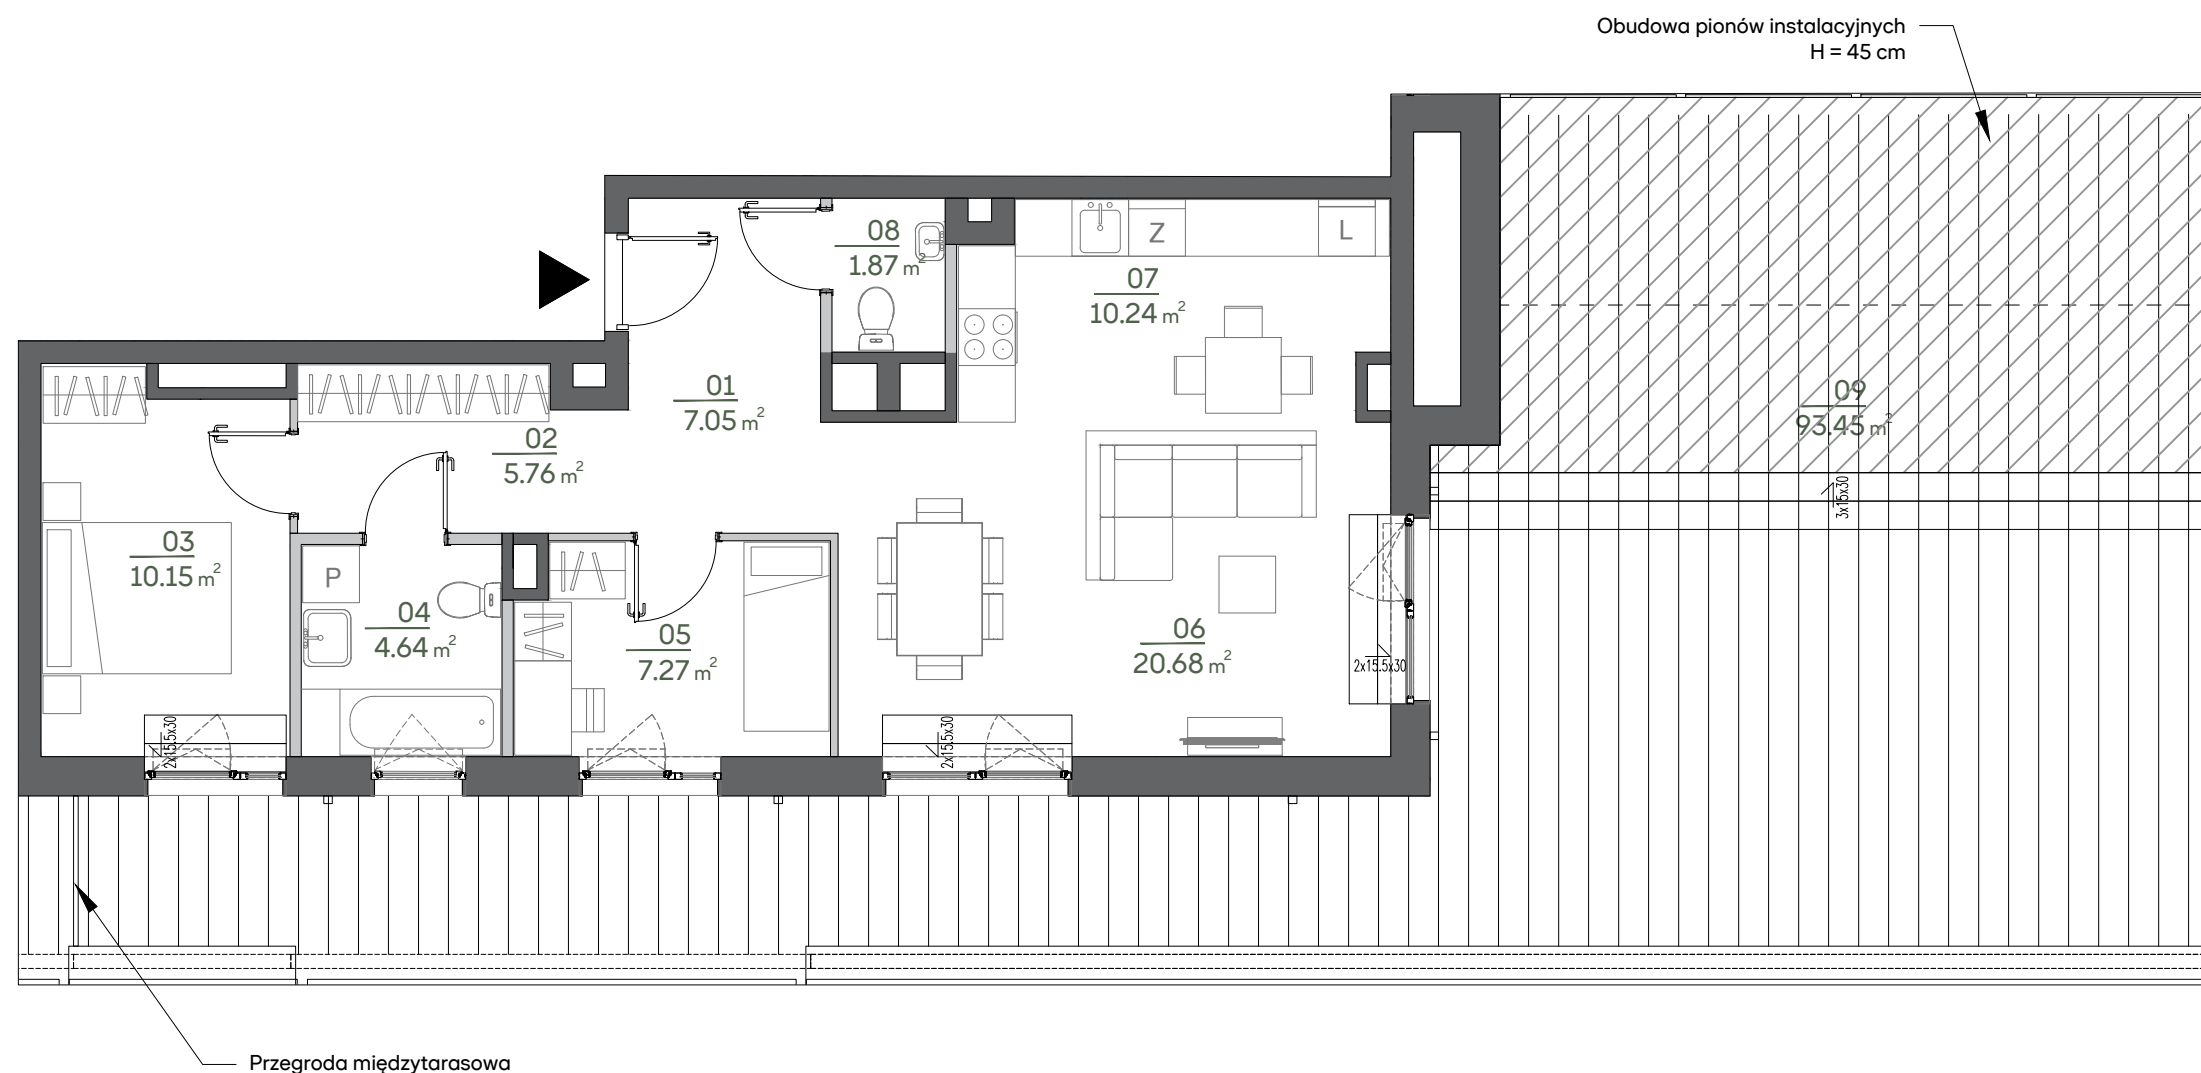 Obudowa pionów instalacyjnych
H = 45 cm
08
1.87 m²
Z
L
07
10.24 m²
01
7.05 m²
09
93.45 m²
02
5.76 m²
3x15x30
03
10.15 m²
P
04
4.64 m²
05
7.27 m²
06
20.68 m²
2x15.5x30
2x15.5x30
2x15.5x30
Przegroda międzytarasowa